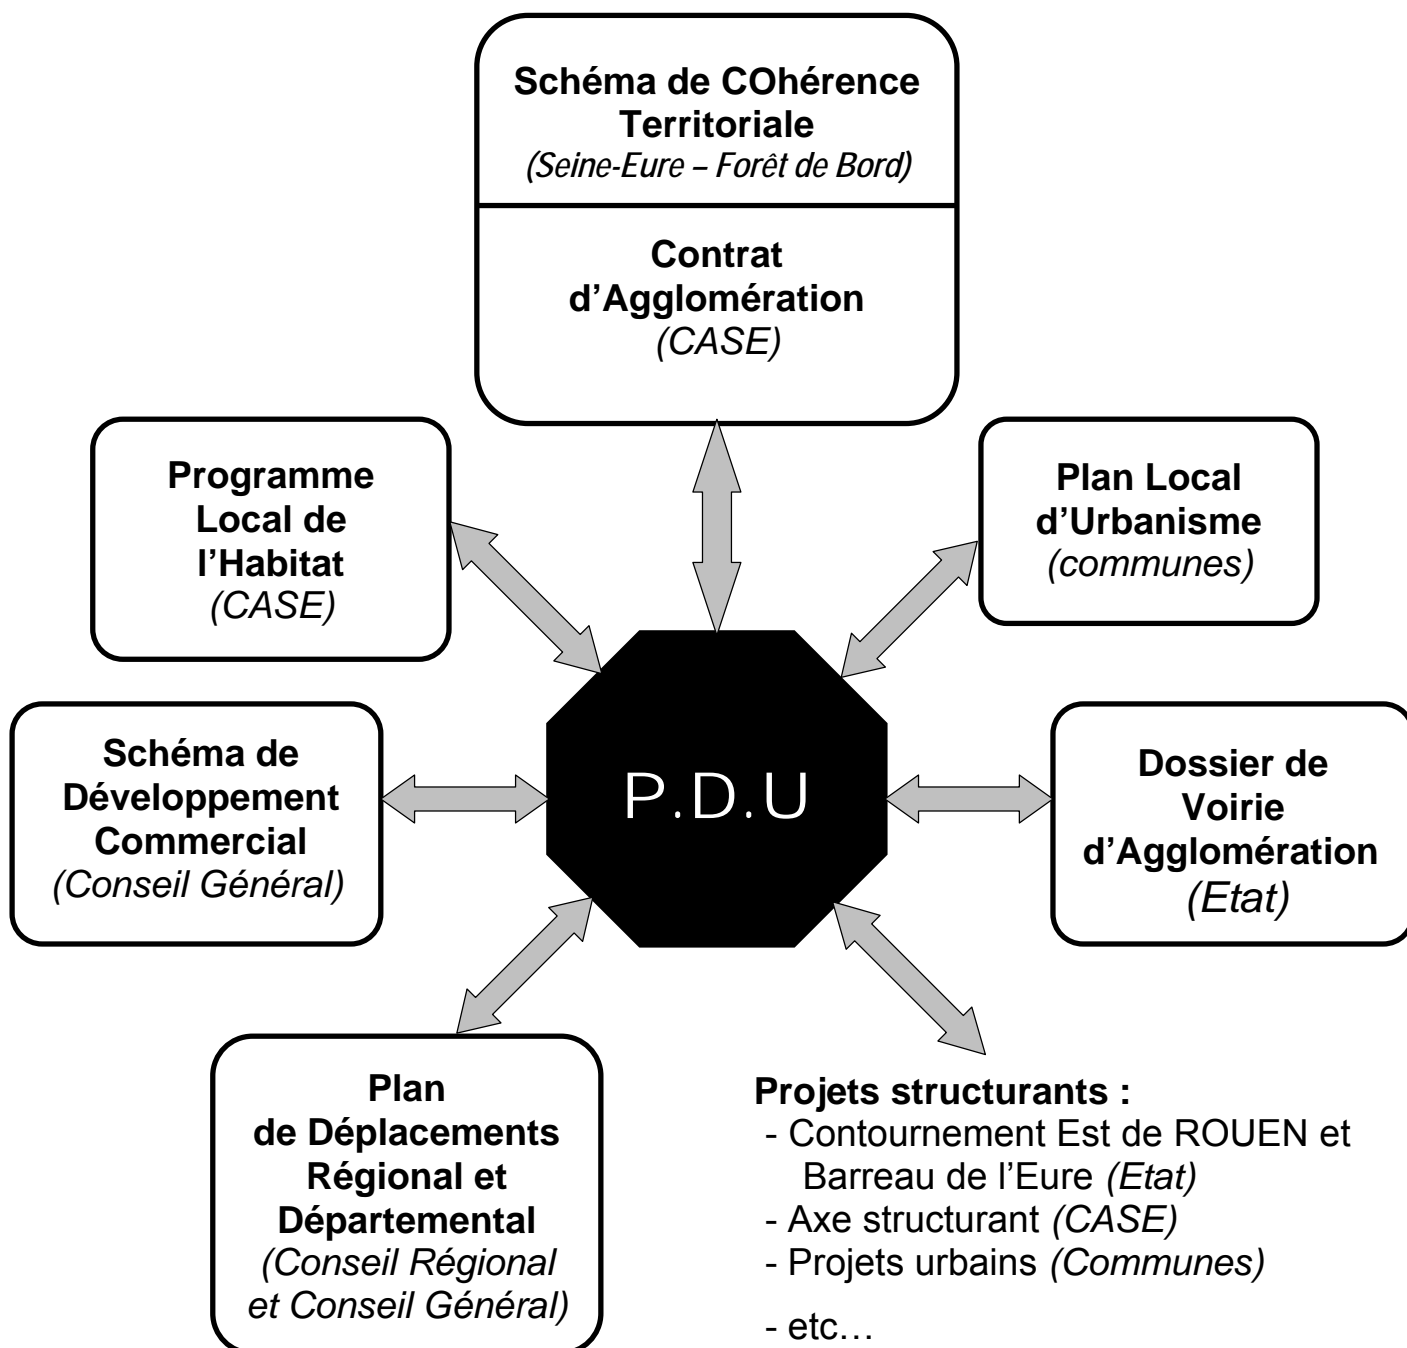 Schéma de COhérence
Territoriale
(Seine-Eure – Forêt de Bord)
Contrat
d’Agglomération
(CASE)
Programme
Local de
l’Habitat
(CASE)
Plan Local
d’Urbanisme
(communes)
Schéma de
Développement
Commercial
(Conseil Général)
P.D.U
Dossier de
Voirie
d’Agglomération
(Etat)
Plan
de Déplacements
Régional et
Départemental
(Conseil Régional
et Conseil Général)
Projets structurants :
- Contournement Est de ROUEN et
Barreau de l’Eure (Etat)
- Axe structurant (CASE)
- Projets urbains (Communes)
- etc…